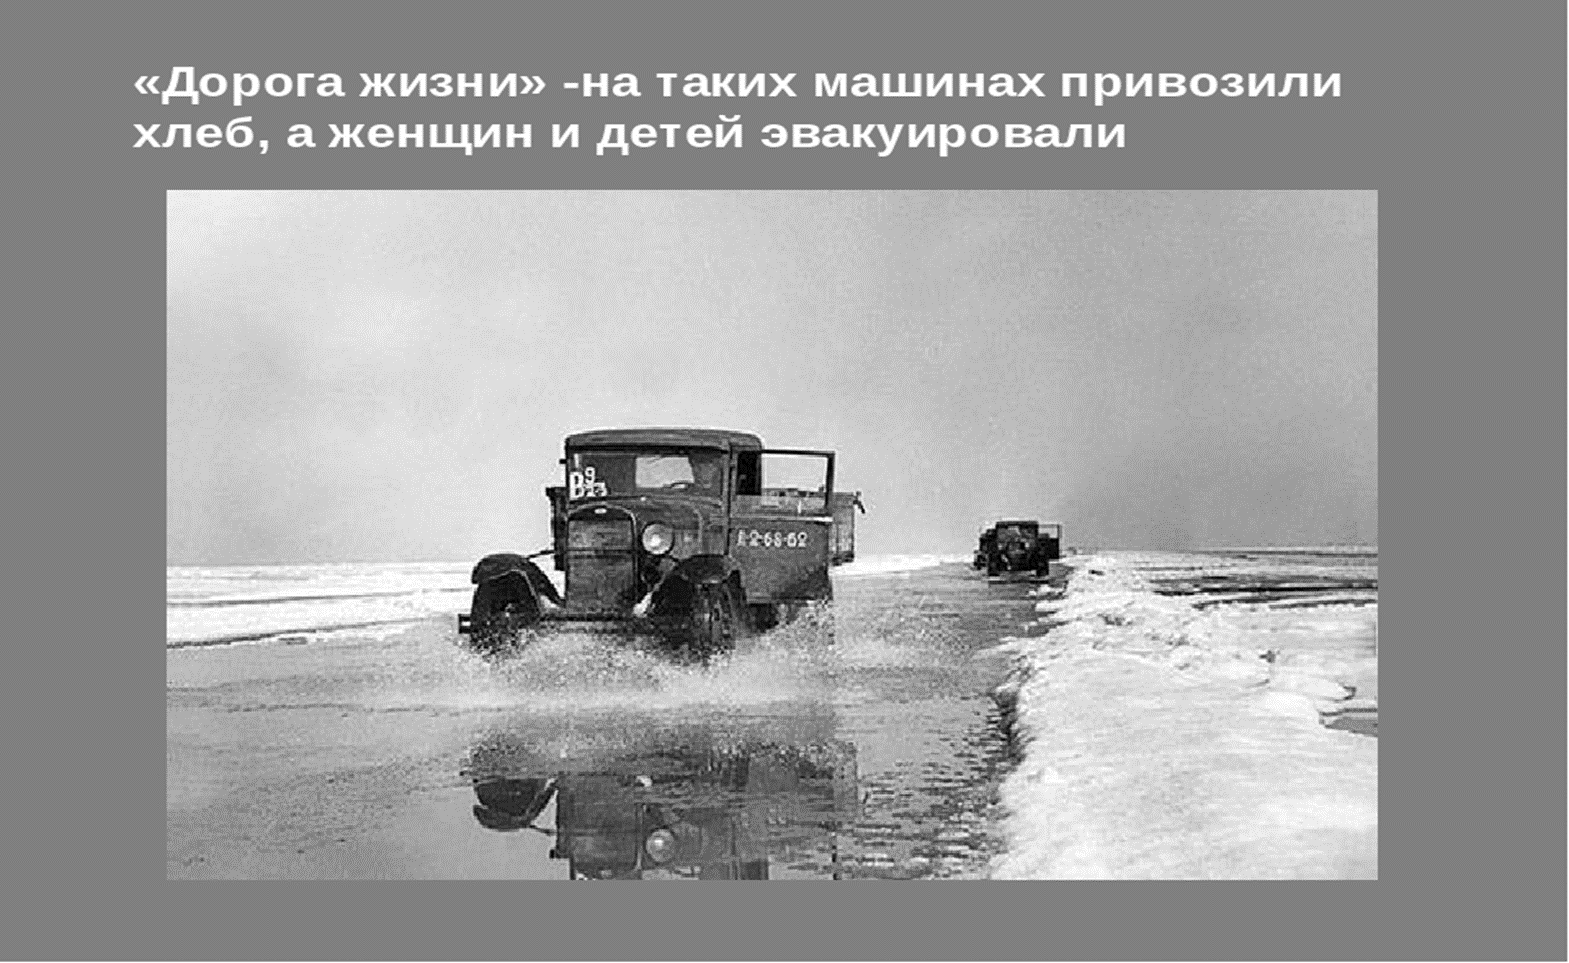 «Дорога жизни» -на таких машинах привозили
хлеб, а женщин и детей эвакуировали